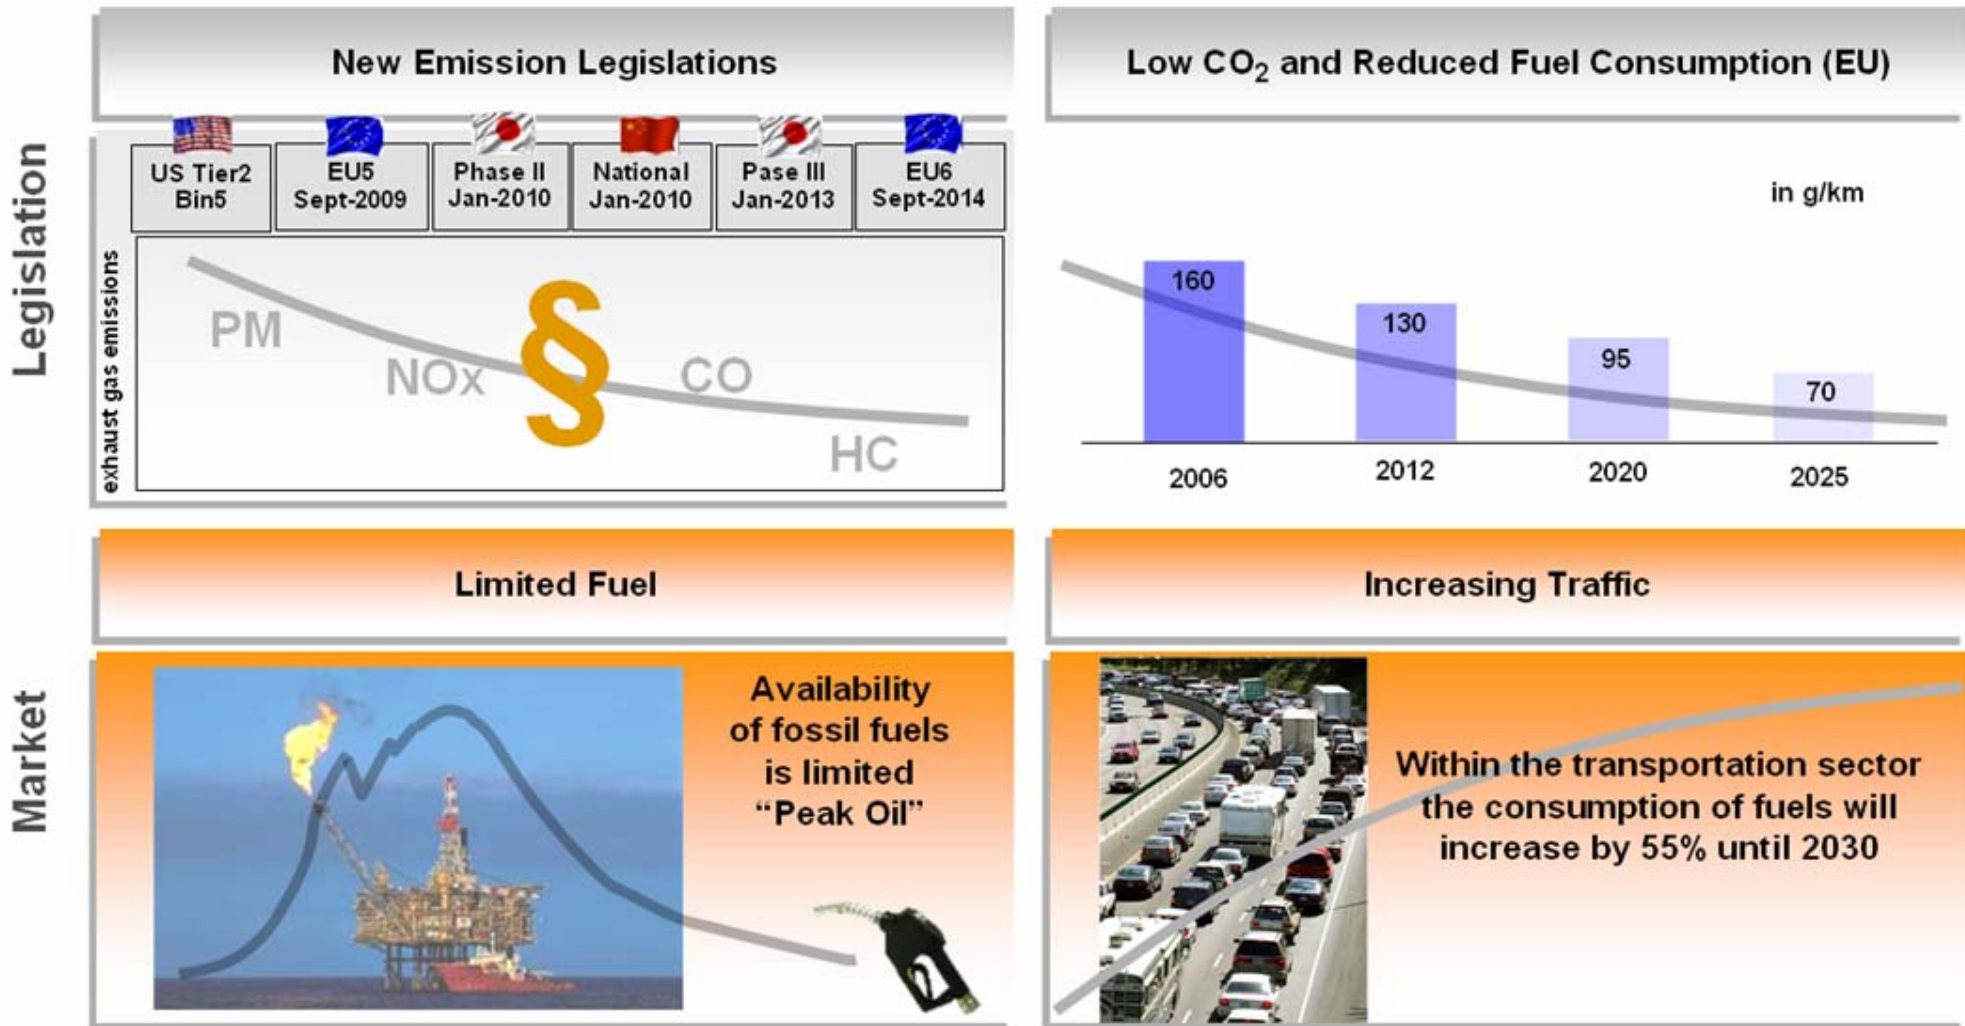 Legislation
New Emission Legislations
US Tier2
Bin5
EU5
Sept-2009
Phase II
Jan-2010
National
Jan-2010
Pase III
Jan-2013
EU6
Sept-2014
exhaust gas emissions
PM
NOx
§
CO
HC
Low CO₂ and Reduced Fuel Consumption (EU)
in g/km
160
130
95
70
2006
2012
2020
2025
Market
Limited Fuel
Availability
of fossil fuels
is limited
“Peak Oil”
Increasing Traffic
Within the transportation sector
the consumption of fuels will
increase by 55% until 2030